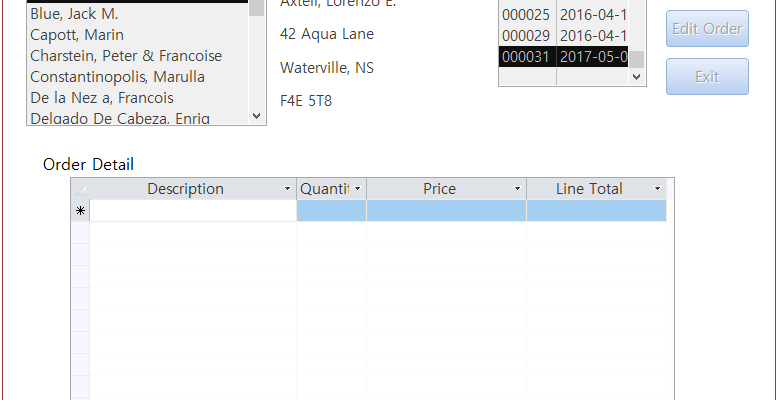 Blue, Jack M.
Capott, Marin
Charstein, Peter & Francoise
Constantinopolis, Marulla
De la Nez a, Francois
Delgado De Cabeza, Enriq
Axtell, Lorenzo E.
42 Aqua Lane
Waterville, NS
F4E 5T8
000025 2016-04-1
000029 2016-04-1
000031 2017-05-0
Edit Order
Exit
Order Detail
Description Quantit Price Line Total